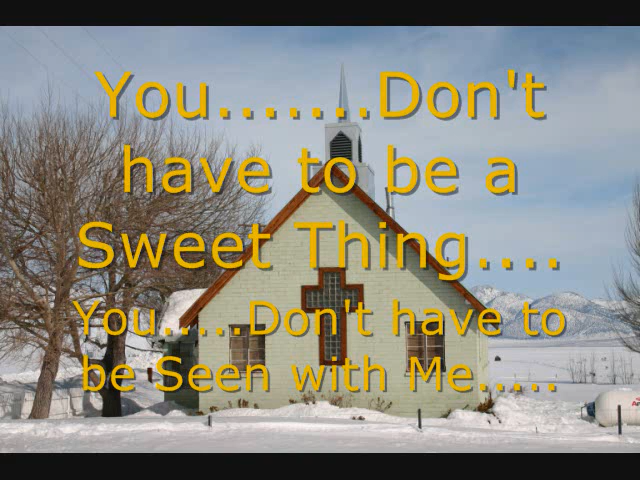 You.......Don't
have to be a
Sweet Thing....
You.....Don't have to
be Seen with Me.....